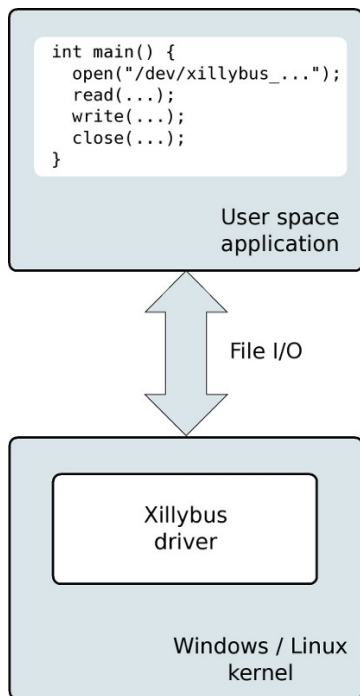 int main() {
open("/dev/xillybus_...");
read(...);
write(...);
close(...);
}
User space
application
File I/O
Xillybus
driver
Windows / Linux
kernel